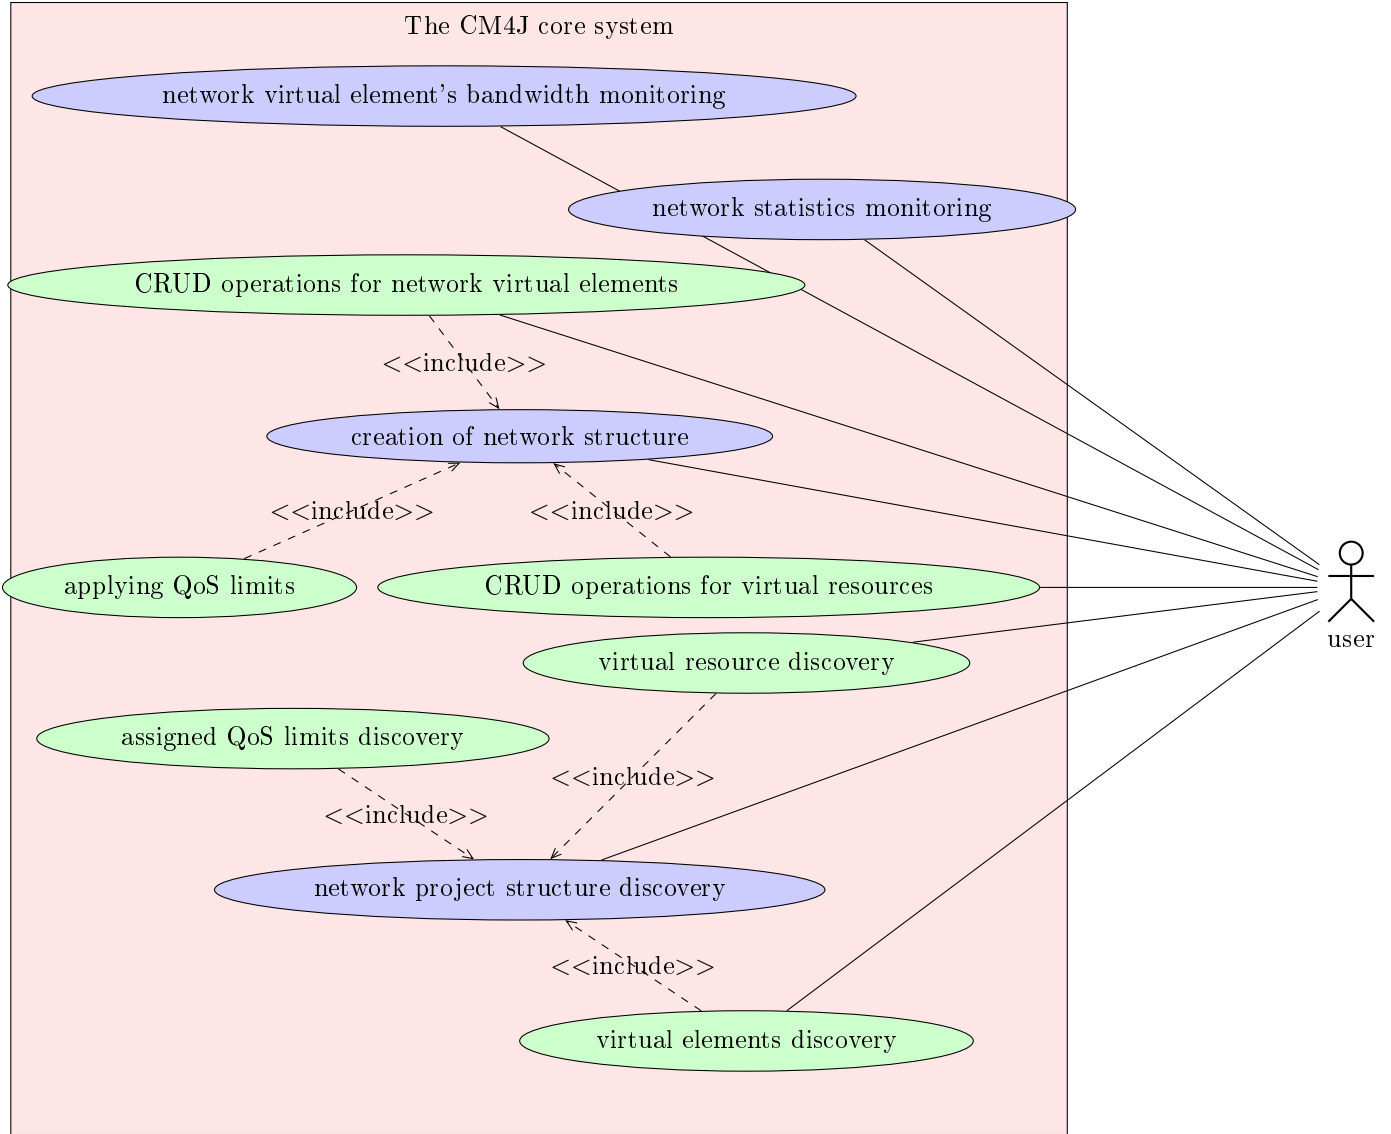 The CM4J core system
network virtual element's bandwidth monitoring
network statistics monitoring
CRUD operations for network virtual elements
<<include>>
creation of network structure
<<include>>
<<include>>
applying QoS limits
CRUD operations for virtual resources
user
virtual resource discovery
assigned QoS limits discovery
<<include>>
<<include>>
network project structure discovery
<<include>>
virtual elements discovery